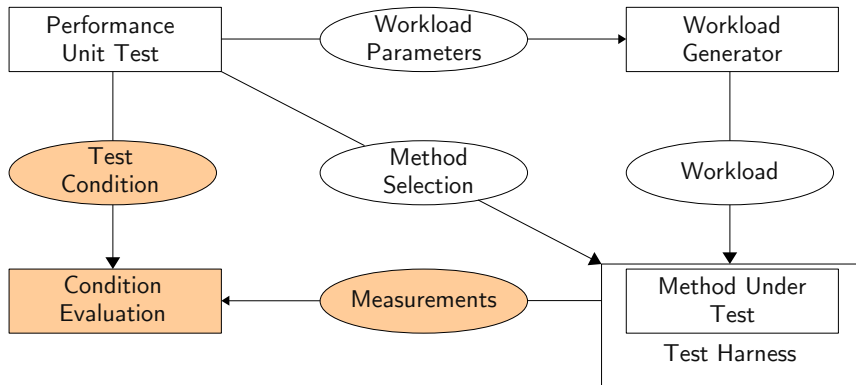 Performance
Unit Test
Workload
Parameters
Workload
Generator
Test
Condition
Method
Selection
Workload
Condition
Evaluation
Measurements
Method Under
Test
Test Harness